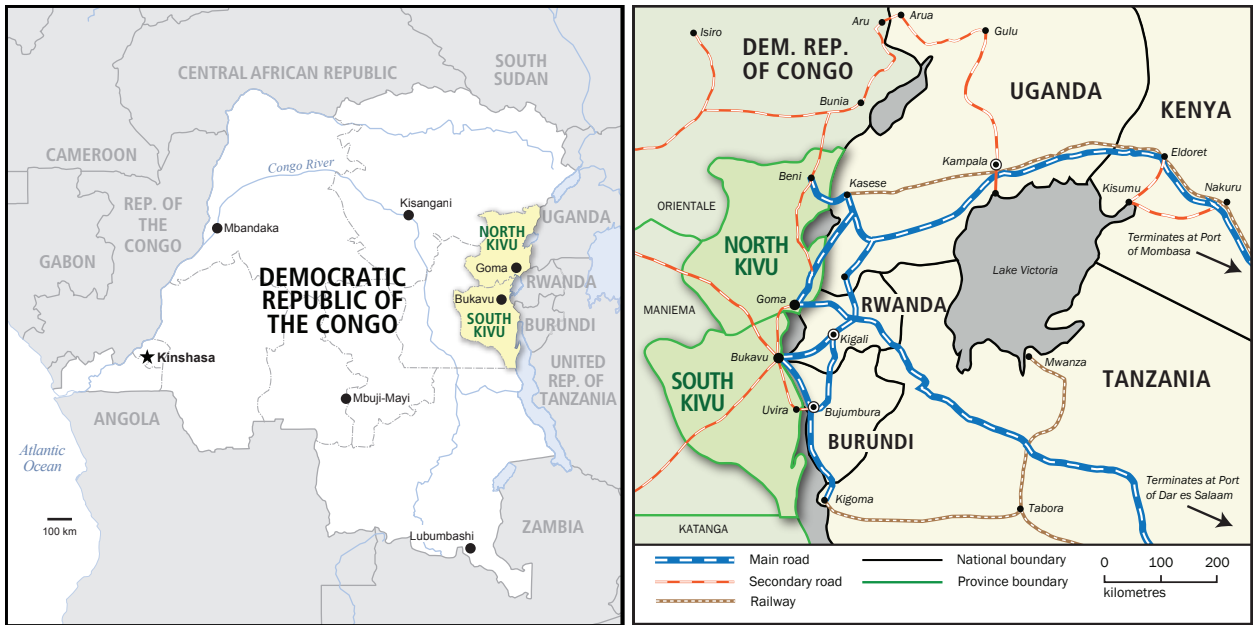 CENTRAL AFRICAN REPUBLIC
SOUTH
SUDAN
CAMEROON
Congo River
REP. OF
THE
CONGO
Kisangani
UGANDA
Mbandaka
NORTH
KIVU
GABON
DEMOCRATIC
REPUBLIC OF
THE CONGO
Goma
RWANDA
Bukavu
SOUTH
KIVU
BURUNDI
Kinshasa
UNITED
REP. OF
TANZANIA
Mbuji-Mayi
ANGOLA
Atlantic
Ocean
100 km
ZAMBIA
Lubumbashi
Isiro
Aru
Arua
Gulu
DEM. REP.
OF CONGO
Bunia
UGANDA
KENYA
Kampala
Eldoret
Beni
Kasese
Kisumu
Nakuru
ORIENTALE
Terminates at Port
of Mombasa
NORTH
KIVU
Lake Victoria
MANIEMA
Goma
RWANDA
Kigali
Bukavu
Mwanza
SOUTH
KIVU
TANZANIA
Uvira
Bujumbura
BURUNDI
Terminates at Port
of Dar es Salaam
Kigoma
Tabora
KATANGA
Main road
National boundary
0 100 200
Secondary road
Province boundary
kilometres
Railway